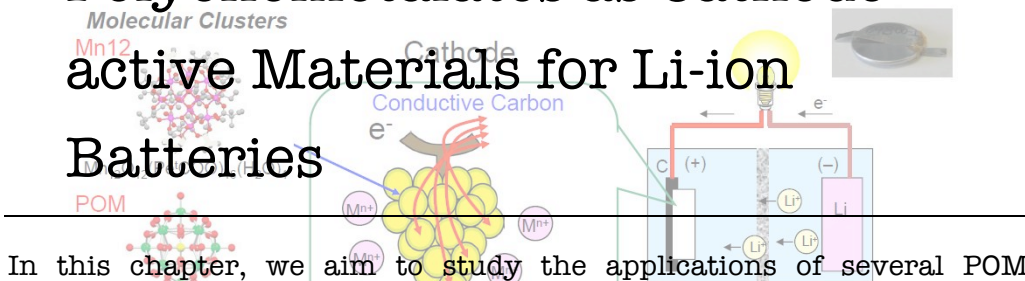 Molecular Clusters
Mn12
Cathode
active Materials for Li-ion
Conductive Carbon
e-
e-
Batteries
C (+) (–)
POM
Mn+
Mn+
Mn+
Li+
Li
Li+
Li+
In this chapter, we aim to study the applications of several POM